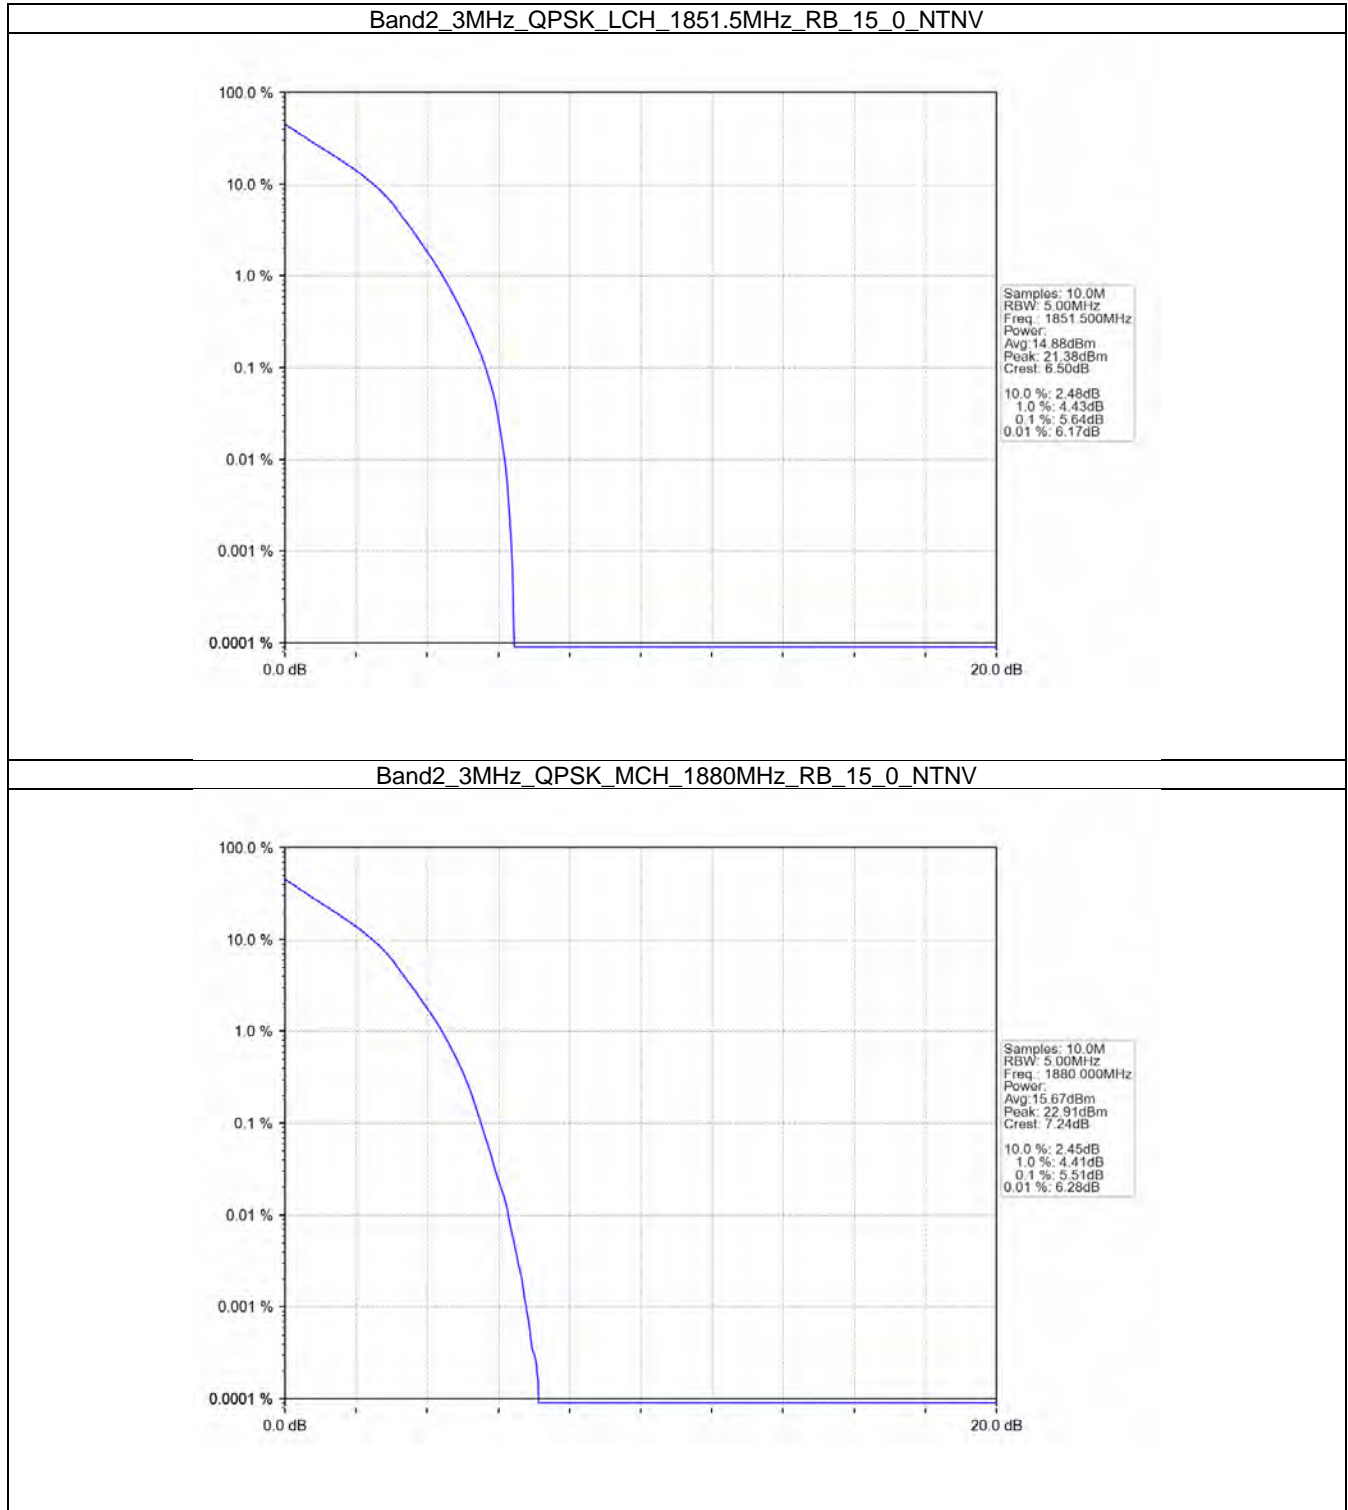 Band2_3MHz_QPSK_LCH_1851.5MHz_RB_15_0_NTNV
100.0 %
10.0 %
1.0 %
0.1 %
0.01 %
0.001 %
0.0001 %
0.0 dB
20.0 dB
Samples: 10.0M
RBW: 5.00MHz
Freq.: 1851.500MHz
Power:
Avg:14.88dBm
Peak: 21.38dBm
Crest: 6.50dB
10.0 %: 2.48dB
1.0 %: 4.43dB
0.1 %: 5.64dB
0.01 %: 6.17dB
Band2_3MHz_QPSK_MCH_1880MHz_RB_15_0_NTNV
100.0 %
10.0 %
1.0 %
0.1 %
0.01 %
0.001 %
0.0001 %
0.0 dB
20.0 dB
Samples: 10.0M
RBW: 5.00MHz
Freq.: 1880.000MHz
Power:
Avg:15.67dBm
Peak: 22.91dBm
Crest: 7.24dB
10.0 %: 2.45dB
1.0 %: 4.41dB
0.1 %: 5.51dB
0.01 %: 6.28dB